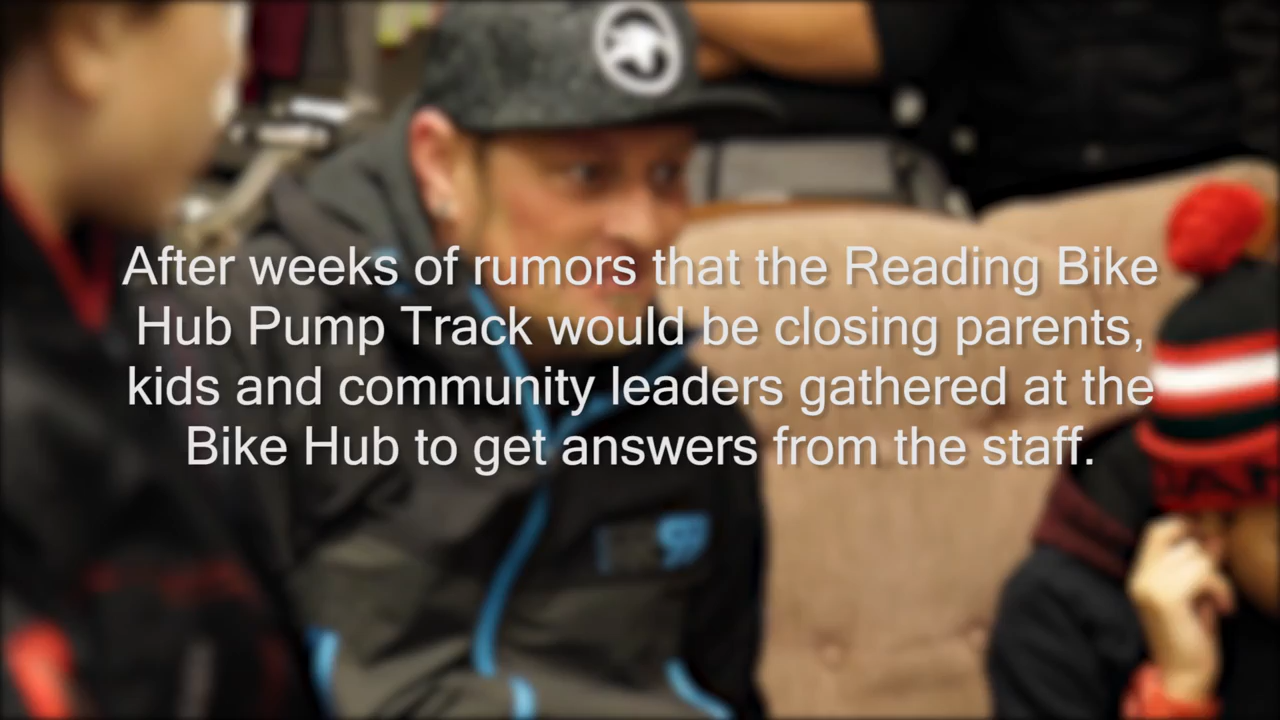 After weeks of rumors that the Reading Bike
Hub Pump Track would be closing parents,
kids and community leaders gathered at the
Bike Hub to get answers from the staff.